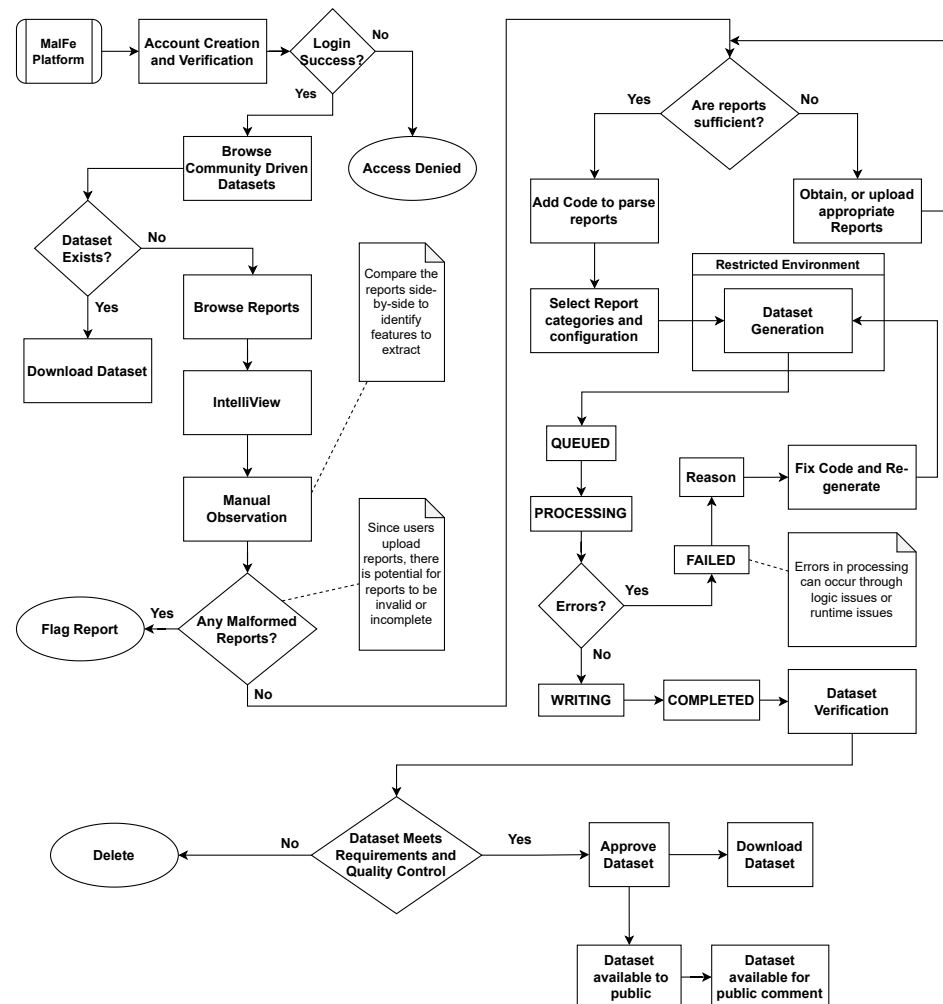 MalFe
Platform
Account Creation
and Verification
Login
Success?
No
Yes
Access Denied
Browse
Community Driven
Datasets
Dataset
Exists?
No
Yes
Download Dataset
Browse Reports
IntelliView
Manual
Observation
Compare the
reports side-
by-side to
identify
features to
extract
Since users
upload
reports, there
is potential for
reports to be
invalid or
incomplete
Any Malformed
Reports?
Yes
Flag Report
No
Are reports
sufficient?
Yes
No
Add Code to parse
reports
Obtain, or upload
appropriate
Reports
Select Report
categories and
configuration
Restricted Environment
Dataset
Generation
QUEUED
PROCESSING
Errors?
Yes
No
FAILED
Reason
Fix Code and Re-
generate
Errors in processing
can occur through
logic issues or
runtime issues
WRITING
COMPLETED
Dataset
Verification
Dataset Meets
Requirements and
Quality Control
No
Delete
Yes
Approve
Dataset
Download
Dataset
Dataset
available to
public
Dataset
available for
public comment